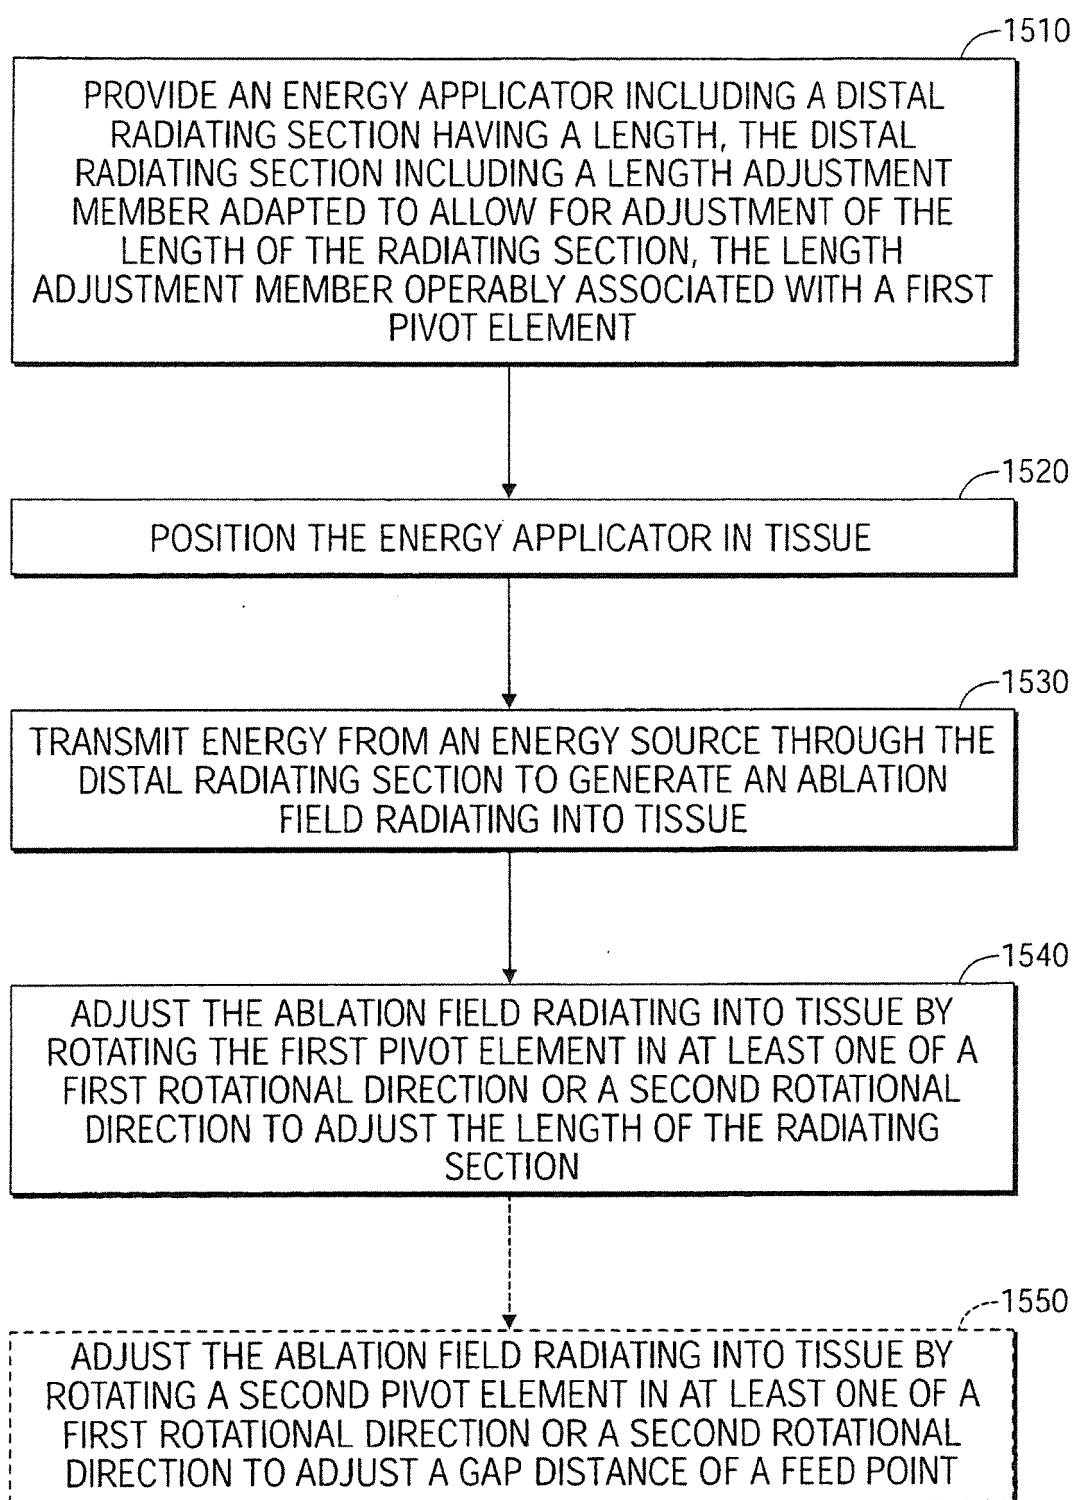 1510
PROVIDE AN ENERGY APPLICATOR INCLUDING A DISTAL
RADIATING SECTION HAVING A LENGTH, THE DISTAL
RADIATING SECTION INCLUDING A LENGTH ADJUSTMENT
MEMBER ADAPTED TO ALLOW FOR ADJUSTMENT OF THE
LENGTH OF THE RADIATING SECTION, THE LENGTH
ADJUSTMENT MEMBER OPERABLY ASSOCIATED WITH A FIRST
PIVOT ELEMENT
1520
POSITION THE ENERGY APPLICATOR IN TISSUE
1530
TRANSMIT ENERGY FROM AN ENERGY SOURCE THROUGH THE
DISTAL RADIATING SECTION TO GENERATE AN ABLATION
FIELD RADIATING INTO TISSUE
1540
ADJUST THE ABLATION FIELD RADIATING INTO TISSUE BY
ROTATING THE FIRST PIVOT ELEMENT IN AT LEAST ONE OF A
FIRST ROTATIONAL DIRECTION OR A SECOND ROTATIONAL
DIRECTION TO ADJUST THE LENGTH OF THE RADIATING
SECTION
1550
ADJUST THE ABLATION FIELD RADIATING INTO TISSUE BY
ROTATING A SECOND PIVOT ELEMENT IN AT LEAST ONE OF A
FIRST ROTATIONAL DIRECTION OR A SECOND ROTATIONAL
DIRECTION TO ADJUST A GAP DISTANCE OF A FEED POINT